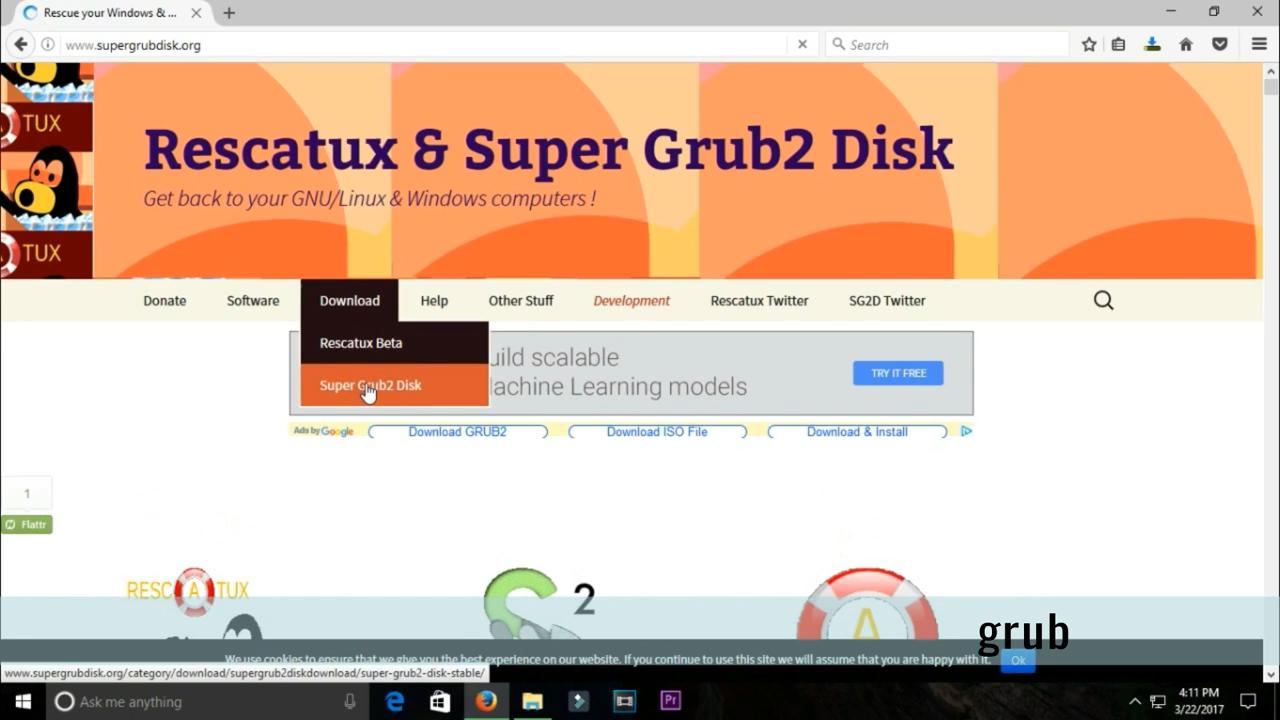 Rescue your Windows & ...
www.supergrubdisk.org
Search
TUX
TUX
Rescatux & Super Grub2 Disk
Get back to your GNU/Linux & Windows computers !
Donate
Software
Download
Help
Other Stuff
Development
Rescatux Twitter
SG2D Twitter
Rescatux Beta
Super Grub2 Disk
uild scalable
achine Learning models
TRY IT FREE
Ads by Google
Download GRUB2
Download ISO File
Download & Install
1
Flattr
RESC A TUX
2
A
grub
We use cookies to ensure that we give you the best experience on our website. If you continue to use this site we will assume that you are happy with it.
Ok
www.supergrubdisk.org/category/download/supergrub2diskdownload/super-grub2-disk-stable/
Ask me anything
Pr
4:11 PM
3/22/2017